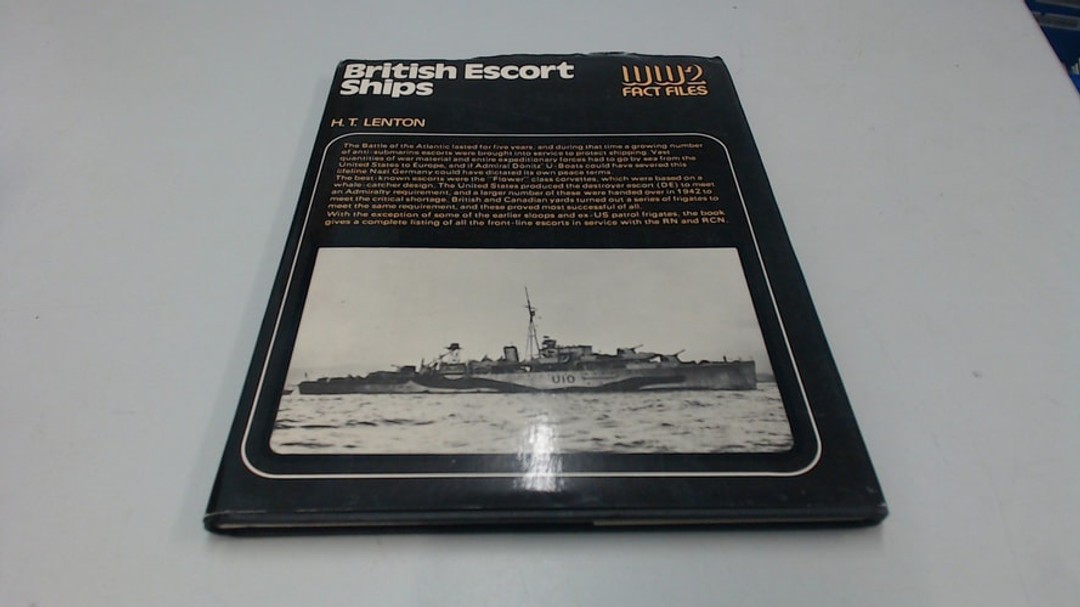 British Escort
Ships
WW2
FACT FILES
H. T. LENTON
The Battle of the Atlantic lasted for five years, and during that time a growing number
of anti-submarine escorts were brought into service to protect shipping. Vast
quantities of war material and entire expeditionary forces had to go by sea from the
United States to Europe, and if Admiral Donitz' U-Boats could have severed this
lifeline Nazi Germany could have dictated its own peace terms.
The best-known escorts were the "Flower" class corvettes, which were based on a
whale-catcher design. The United States produced the destroyer escort (DE) to meet
an Admiralty requirement, and a larger number of these were handed over in 1942 to
meet the critical shortage. British and Canadian yards turned out a series of frigates to
meet the same requirement, and these proved most successful of all.
With the exception of some of the earlier sloops and ex-US patrol frigates, the book
gives a complete listing of all the front-line escorts in service with the RN and RCN.
U10